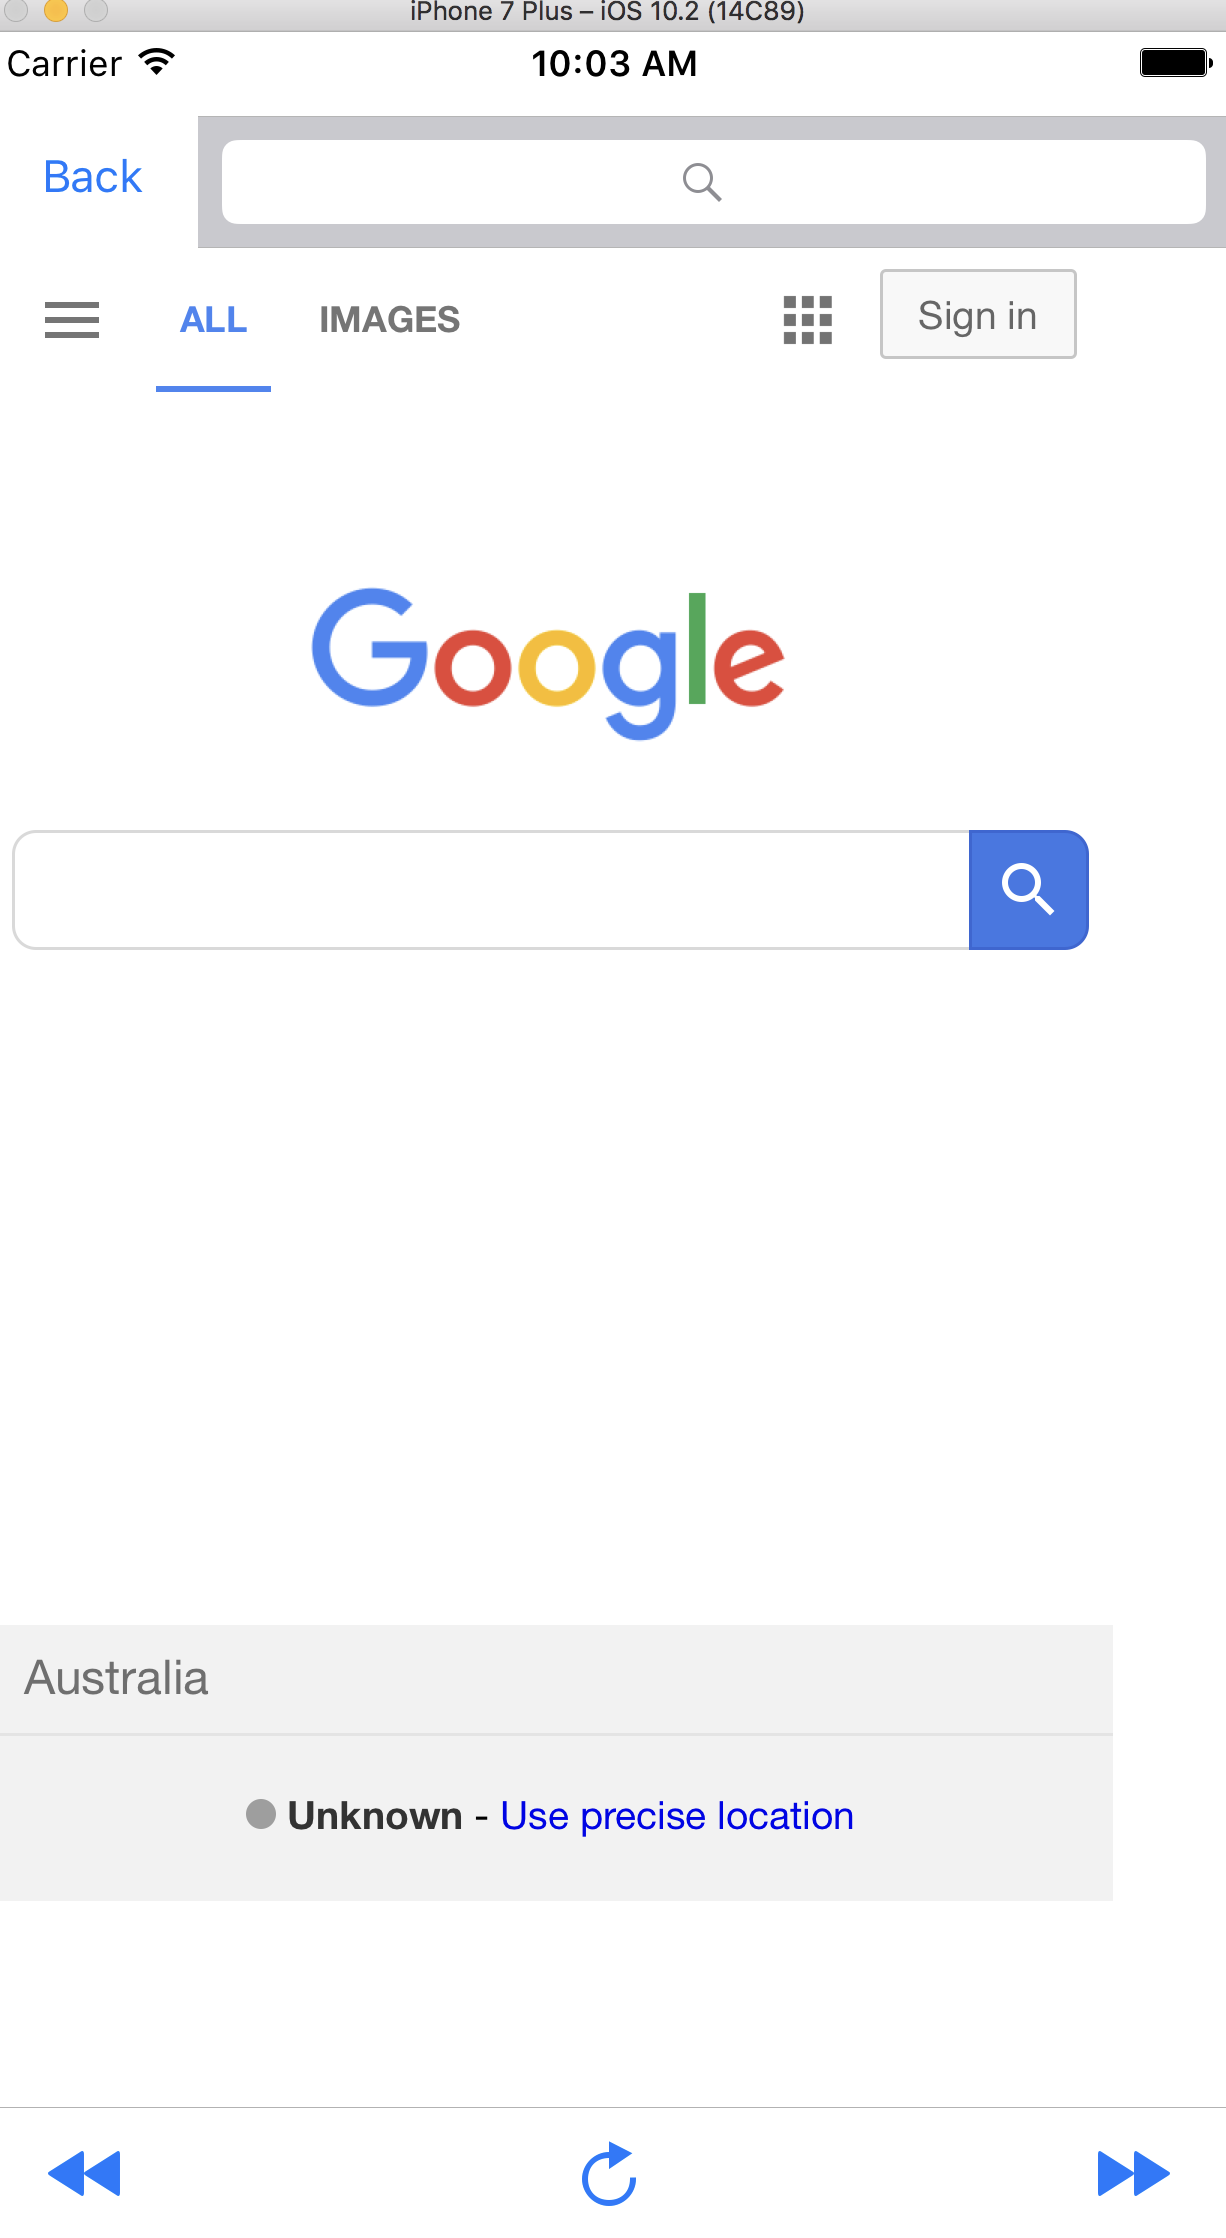 iPhone 7 Plus – iOS 10.2 (14C89)
Carrier 10:03 AM
Back
ALL IMAGES Sign in
Google
Australia
Unknown - Use precise location